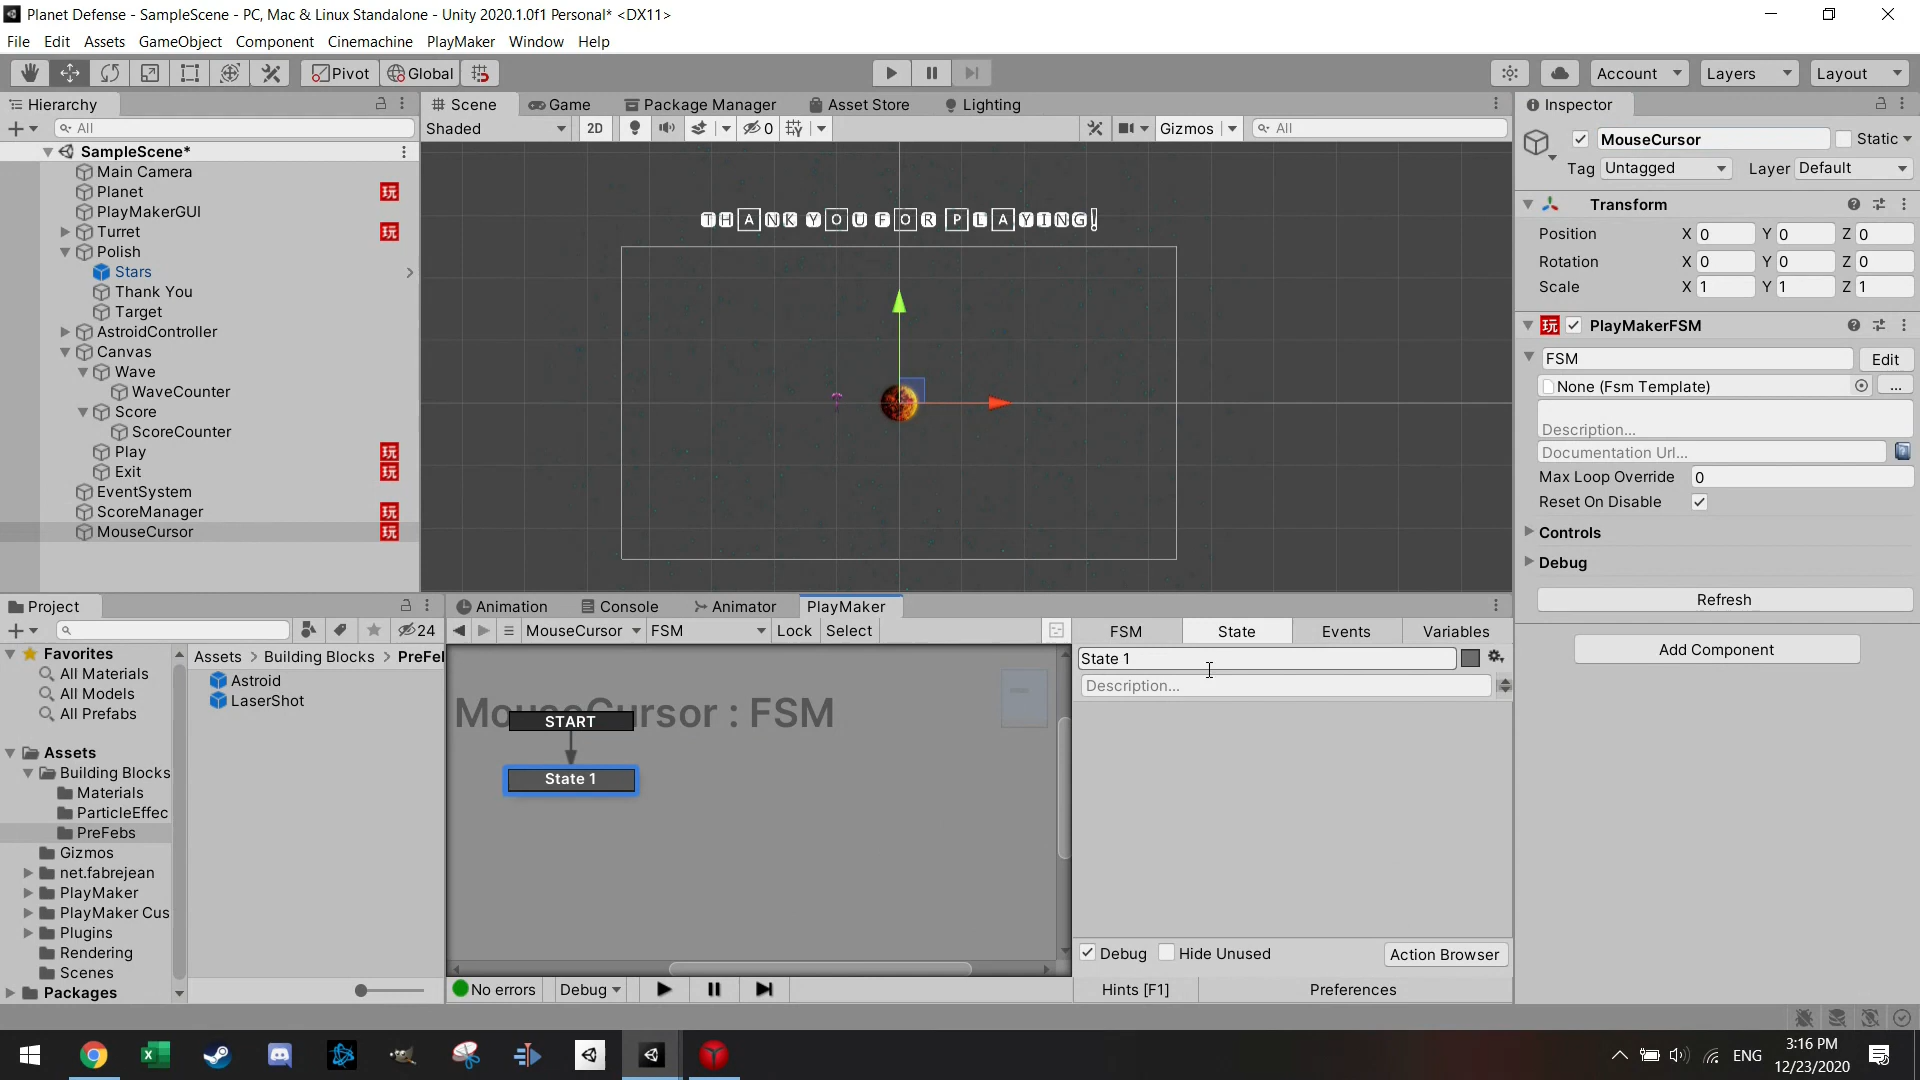 Planet Defense - SampleScene - PC, Mac & Linux Standalone - Unity 2020.1.0f1 Personal* <DX11>
File Edit Assets GameObject Component Cinemachine PlayMaker Window Help
Pivot Global Account Layers Layout
Hierarchy
All
SampleScene*
Main Camera
Planet 玩
PlayMakerGUI
Turret 玩
Polish
Stars
Thank You
Target
AstroidController
Canvas
Wave
WaveCounter
Score
ScoreCounter
Play 玩
Exit 玩
EventSystem
ScoreManager 玩
MouseCursor 玩
Scene Game Package Manager Asset Store Lighting
Shaded 2D 0 Gizmos All
THANK YOU FOR PLAYING!
Inspector
MouseCursor Static
Tag Untagged Layer Default
Transform
Position X 0 Y 0 Z 0
Rotation X 0 Y 0 Z 0
Scale X 1 Y 1 Z 1
玩 PlayMakerFSM
FSM Edit
None (Fsm Template) ...
Description...
Documentation Url...
Max Loop Override 0
Reset On Disable
Controls
Debug
Refresh
Add Component
Project
24
Favorites
All Materials
All Models
All Prefabs
Assets
Building Blocks
Materials
ParticleEffec
PreFebs
Gizmos
net.fabrejean
PlayMaker
PlayMaker Cus
Plugins
Rendering
Scenes
Packages
Assets > Building Blocks > PreFel
Astroid
LaserShot
Animation Console Animator PlayMaker
MouseCursor FSM Lock Select
MouseCursor : FSM
START
State 1
No errors Debug
FSM State Events Variables
State 1
Description...
Debug Hide Unused Action Browser
Hints [F1] Preferences
ENG
3:16 PM
12/23/2020